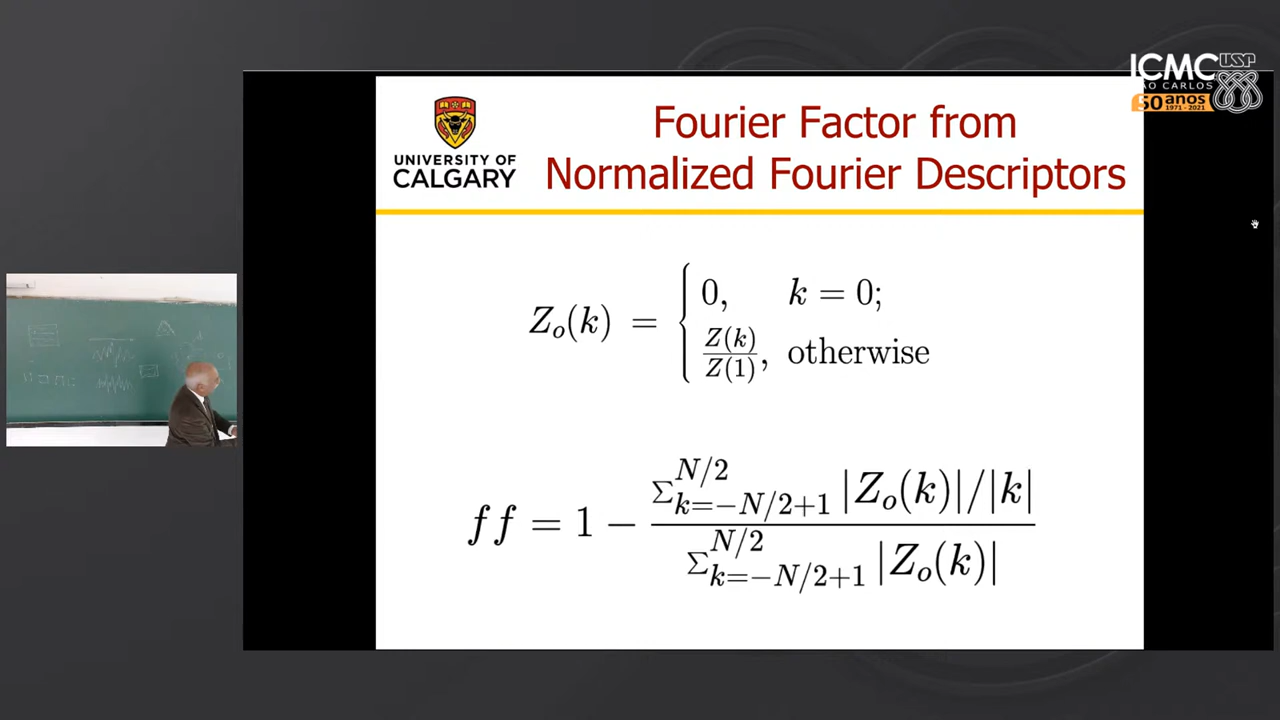 ICMC USP
ÃO CARLOS
50 anos
1971 - 2021
UNIVERSITY OF
CALGARY
Fourier Factor from
Normalized Fourier Descriptors
Z_o(k) = { 0, k = 0;
Z(k)/Z(1), otherwise
ff = 1 − (Σ_{k=−N/2+1}^{N/2} |Z_o(k)|/|k|) / (Σ_{k=−N/2+1}^{N/2} |Z_o(k)|)